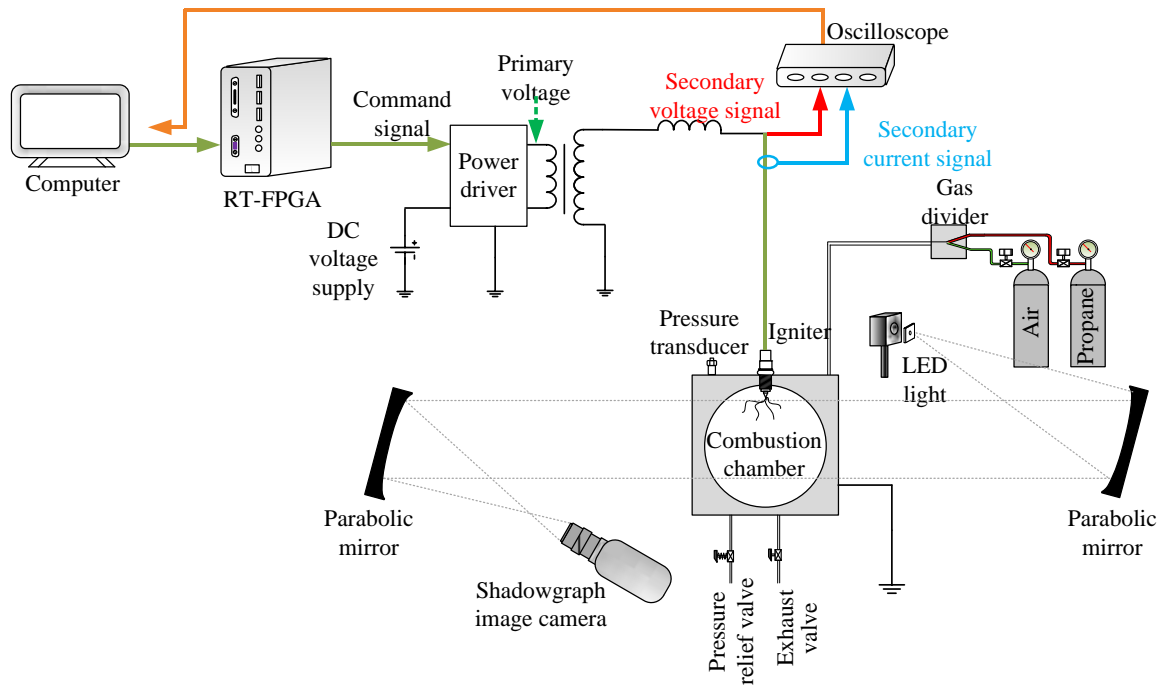 Oscilloscope
Primary
voltage
Secondary
voltage signal
Command
signal
Secondary
current signal
Power
driver
Computer
RT-FPGA
Gas
divider
DC
voltage
supply
Air
Propane
Pressure
transducer
Igniter
LED
light
Combustion
chamber
Parabolic
mirror
Parabolic
mirror
Shadowgraph
image camera
Pressure
relief valve
Exhaust
valve